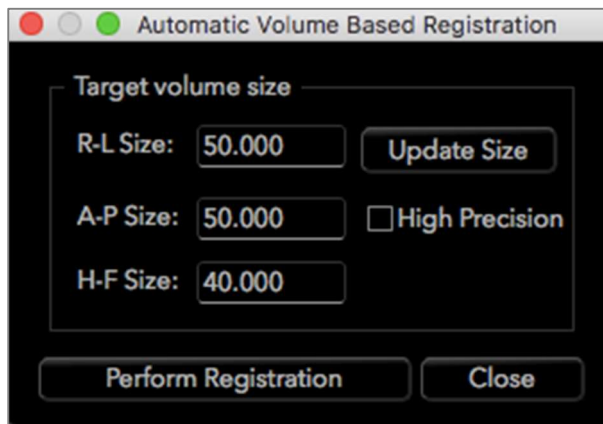 Automatic Volume Based Registration
Target volume size
R-L Size: 50.000 Update Size
A-P Size: 50.000 High Precision
H-F Size: 40.000
Perform Registration Close